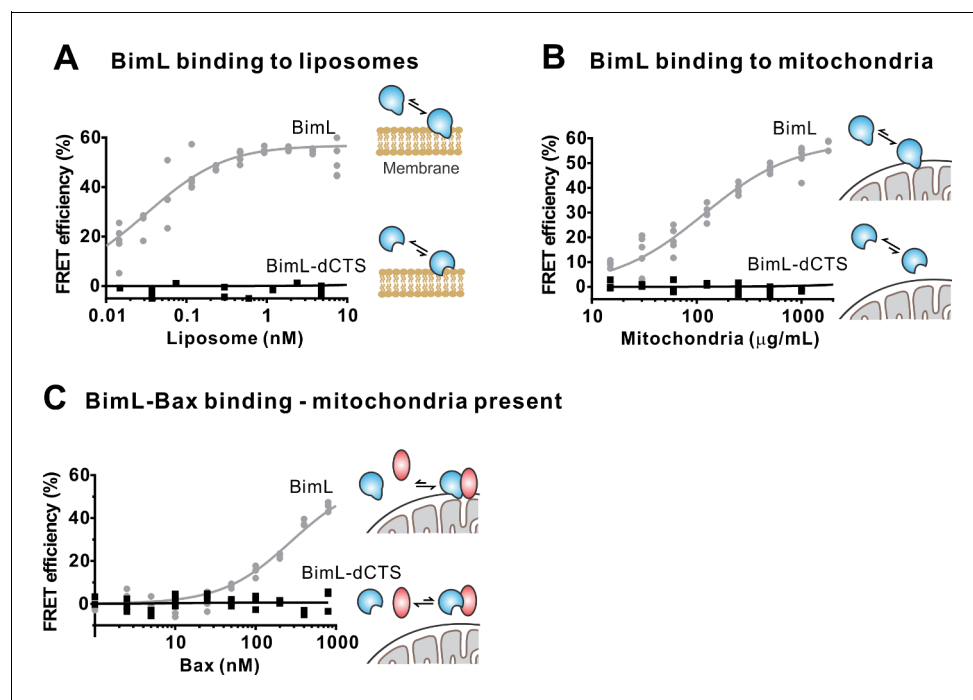 A BimL binding to liposomes
BimL
60
40
20
0
FRET efficiency (%)
BimL-dCTS
0.01 0.1 1 10
Liposome (nM)
Membrane
B BimL binding to mitochondria
BimL
60
50
40
30
20
10
0
FRET efficiency (%)
BimL-dCTS
10 100 1000
Mitochondria (μg/mL)
C BimL-Bax binding - mitochondria present
BimL
60
40
20
0
FRET efficiency (%)
BimL-dCTS
10 100 1000
Bax (nM)